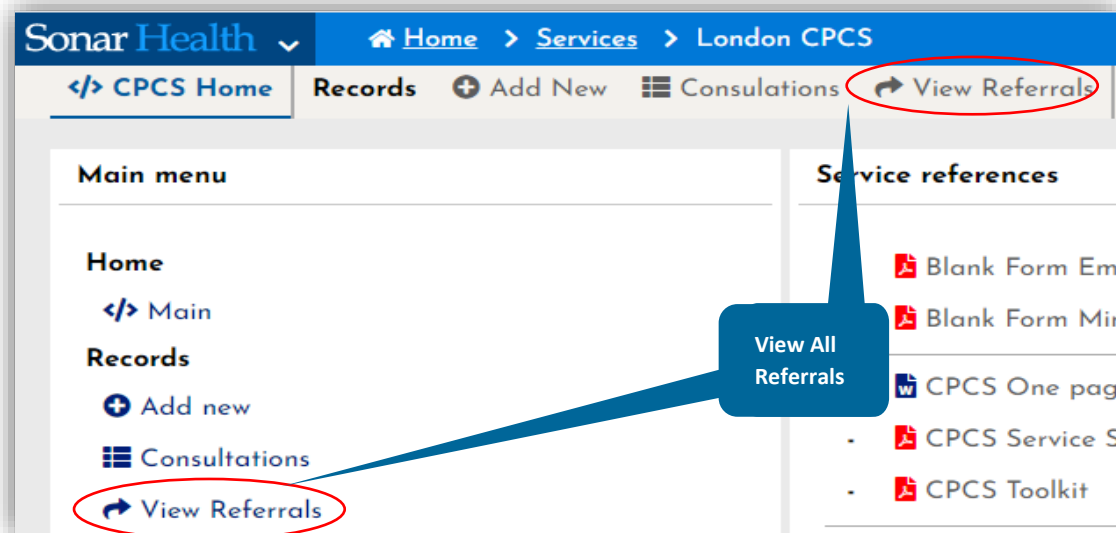 Sonar Health Home > Services > London CPCS
</> CPCS Home Records Add New Consulations View Referrals
Main menu
Home
</> Main
Records
Add new
Consultations
View Referrals
View All
Referrals
Service references
Blank Form Em
Blank Form Mi
CPCS One pag
- CPCS Service S
- CPCS Toolkit